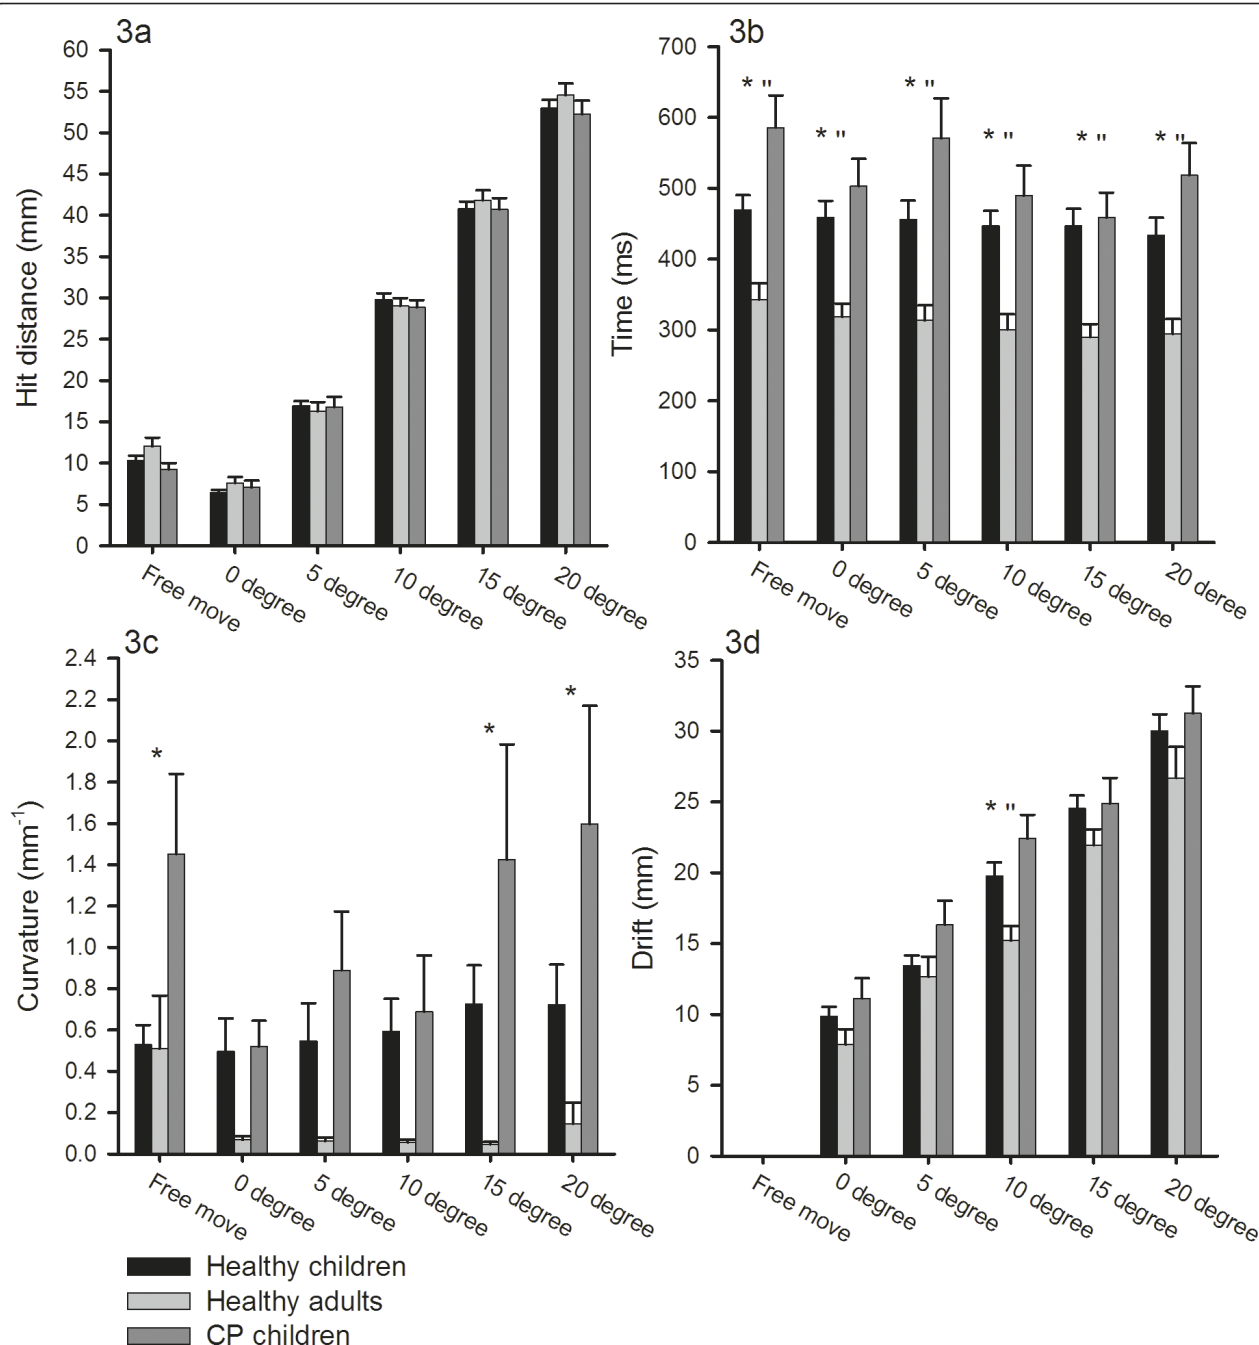 3a
60
55
50
45
40
35
30
25
20
15
10
5
0
Hit distance (mm)
Free move
0 degree
5 degree
10 degree
15 degree
20 degree
3b
700
600
500
400
300
200
100
0
Time (ms)
* "
* "
* "
* "
* "
* "
Free move
0 degree
5 degree
10 degree
15 degree
20 deree
3c
2.4
2.2
2.0
1.8
1.6
1.4
1.2
1.0
0.8
0.6
0.4
0.2
0.0
Curvature (mm⁻¹)
*
*
*
Free move
0 degree
5 degree
10 degree
15 degree
20 degree
3d
35
30
25
20
15
10
5
0
Drift (mm)
* "
Free move
0 degree
5 degree
10 degree
15 degree
20 degree
Healthy children
Healthy adults
CP children